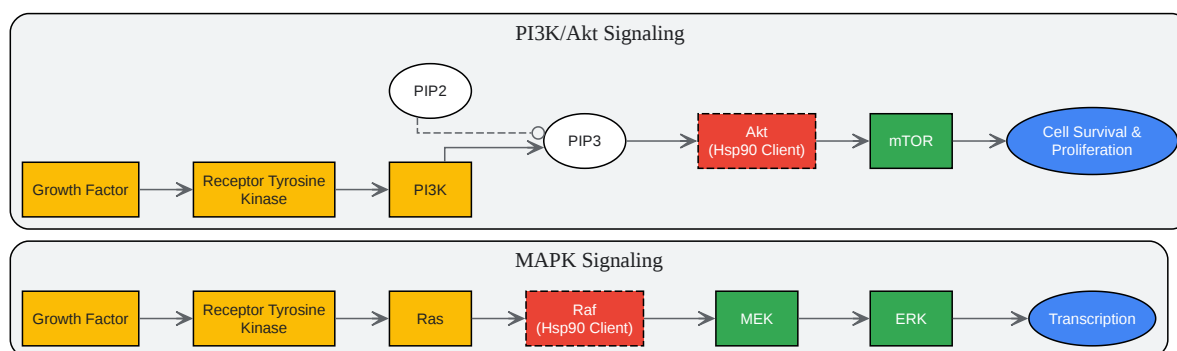 PI3K/Akt Signaling
PIP2
PIP3
Akt
(Hsp90 Client)
mTOR
Cell Survival &
Proliferation
Growth Factor
Receptor Tyrosine
Kinase
PI3K
MAPK Signaling
Growth Factor
Receptor Tyrosine
Kinase
Ras
Raf
(Hsp90 Client)
MEK
ERK
Transcription